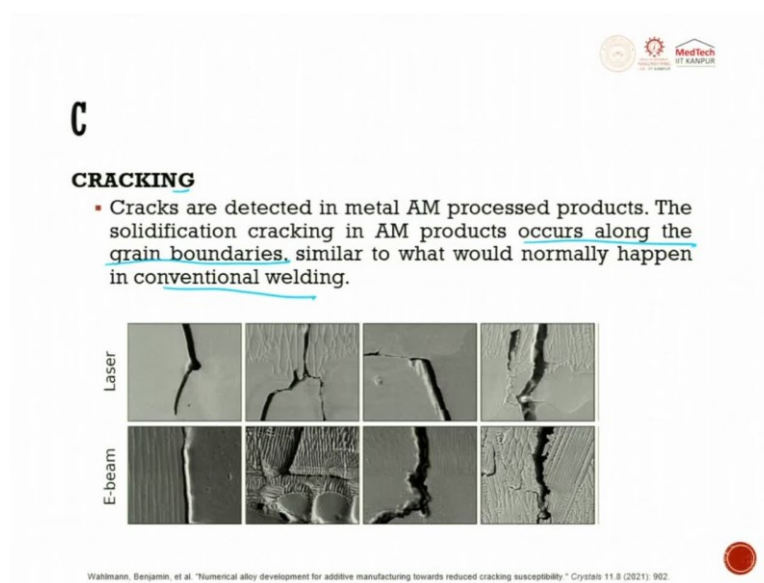 MedTech
IIT KANPUR
C
CRACKING
Cracks are detected in metal AM processed products. The
solidification cracking in AM products occurs along the
grain boundaries, similar to what would normally happen
in conventional welding.
Laser
E-beam
Wahlmann, Benjamin, et al. "Numerical alloy development for additive manufacturing towards reduced cracking susceptibility." Crystals 11.8 (2021): 902.